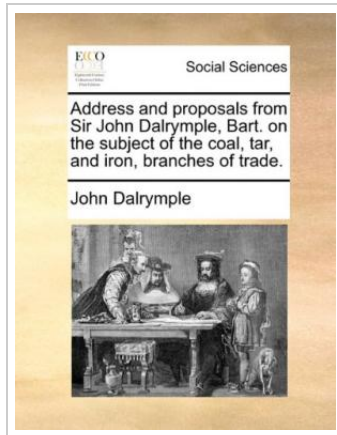 ECCO
Social Sciences
Address and proposals from
Sir John Dalrymple, Bart. on
the subject of the coal, tar,
and iron, branches of trade.
John Dalrymple